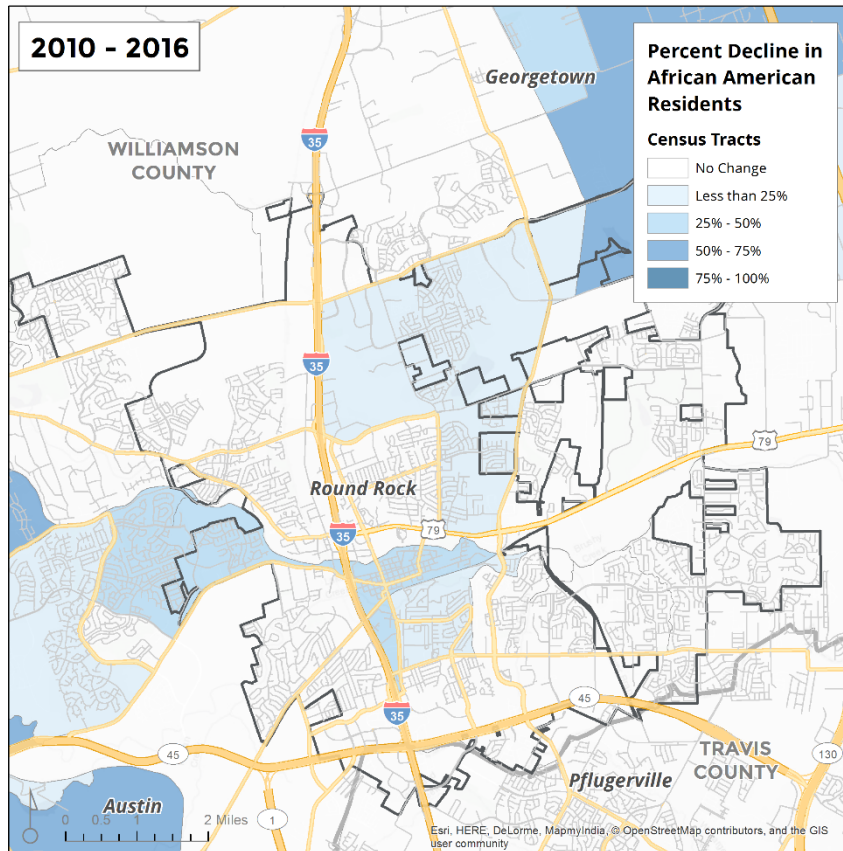 2010 - 2016
Percent Decline in
African American
Residents
Census Tracts
No Change
Less than 25%
25% - 50%
50% - 75%
75% - 100%
Georgetown
35
WILLIAMSON
COUNTY
35
79
Round Rock
79
35
35
45
45
TRAVIS
COUNTY
130
Pflugerville
Austin
0 0.5 1 2 Miles
1
Esri, HERE, DeLorme, MapmyIndia, © OpenStreetMap contributors, and the GIS
user community